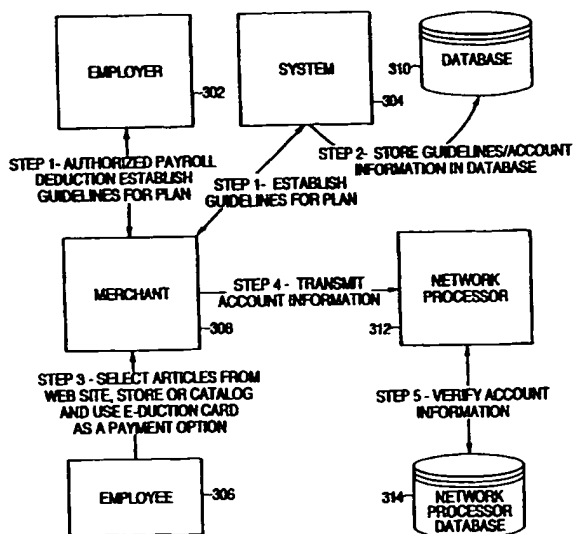 EMPLOYER
302
SYSTEM
304
310
DATABASE
STEP 1- AUTHORIZED PAYROLL
DEDUCTION ESTABLISH
GUIDELINES FOR PLAN
STEP 1- ESTABLISH
GUIDELINES FOR PLAN
STEP 2- STORE GUIDELINES/ACCOUNT
INFORMATION IN DATABASE
MERCHANT
308
STEP 4 - TRANSMIT
ACCOUNT INFORMATION
NETWORK
PROCESSOR
312
STEP 3 - SELECT ARTICLES FROM
WEB SITE, STORE OR CATALOG
AND USE E-DUCTION CARD
AS A PAYMENT OPTION
STEP 5 - VERIFY ACCOUNT
INFORMATION
EMPLOYEE
306
314
NETWORK
PROCESSOR
DATABASE